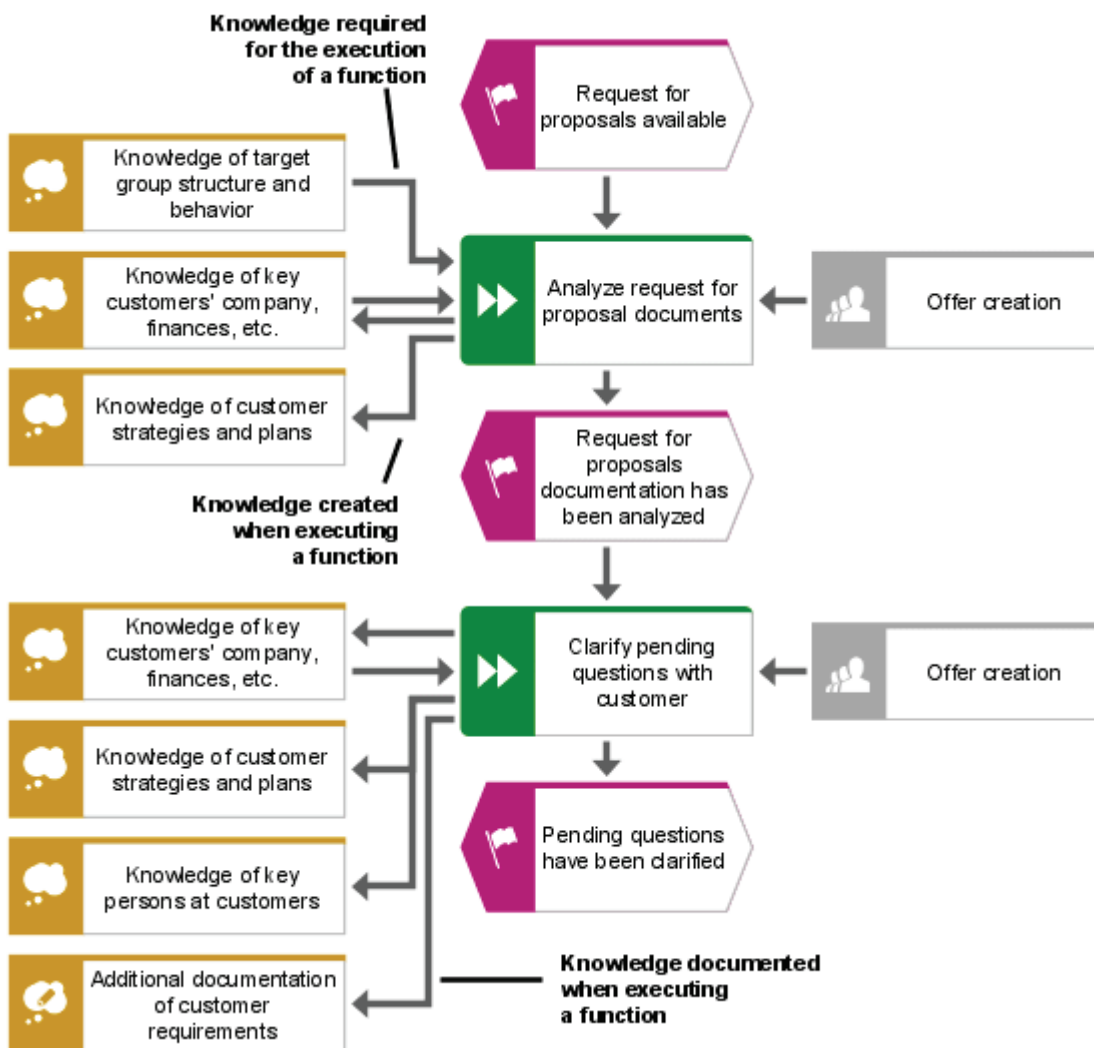 Knowledge required
for the execution
of a function
Request for
proposals available
Knowledge of target
group structure and
behavior
Knowledge of key
customers' company,
finances, etc.
Analyze request for
proposal documents
Offer creation
Knowledge of customer
strategies and plans
Request for
proposals
documentation has
been analyzed
Knowledge created
when executing
a function
Knowledge of key
customers' company,
finances, etc.
Clarify pending
questions with
customer
Offer creation
Knowledge of customer
strategies and plans
Pending questions
have been clarified
Knowledge of key
persons at customers
Knowledge documented
when executing
a function
Additional documentation
of customer
requirements